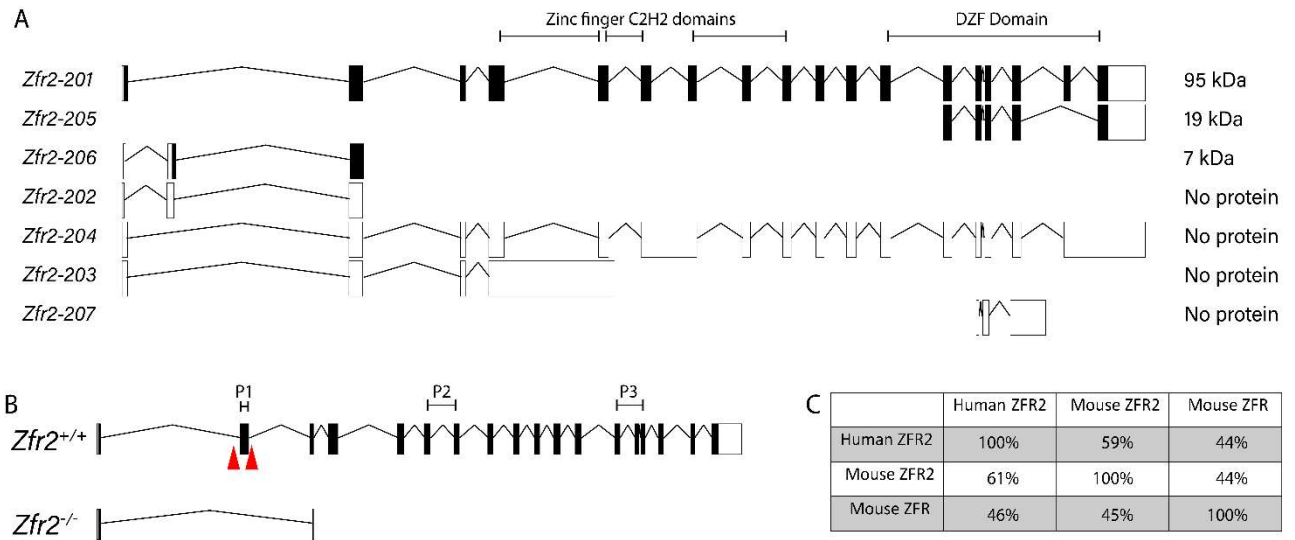 A
Zinc finger C2H2 domains
DZF Domain
Zfr2-201
95 kDa
Zfr2-205
19 kDa
Zfr2-206
7 kDa
Zfr2-202
No protein
Zfr2-204
No protein
Zfr2-203
No protein
Zfr2-207
No protein
B
P1
P2
P3
Zfr2+/+
Zfr2-/-
C
Human ZFR2 Mouse ZFR2 Mouse ZFR
Human ZFR2 100% 59% 44%
Mouse ZFR2 61% 100% 44%
Mouse ZFR 46% 45% 100%